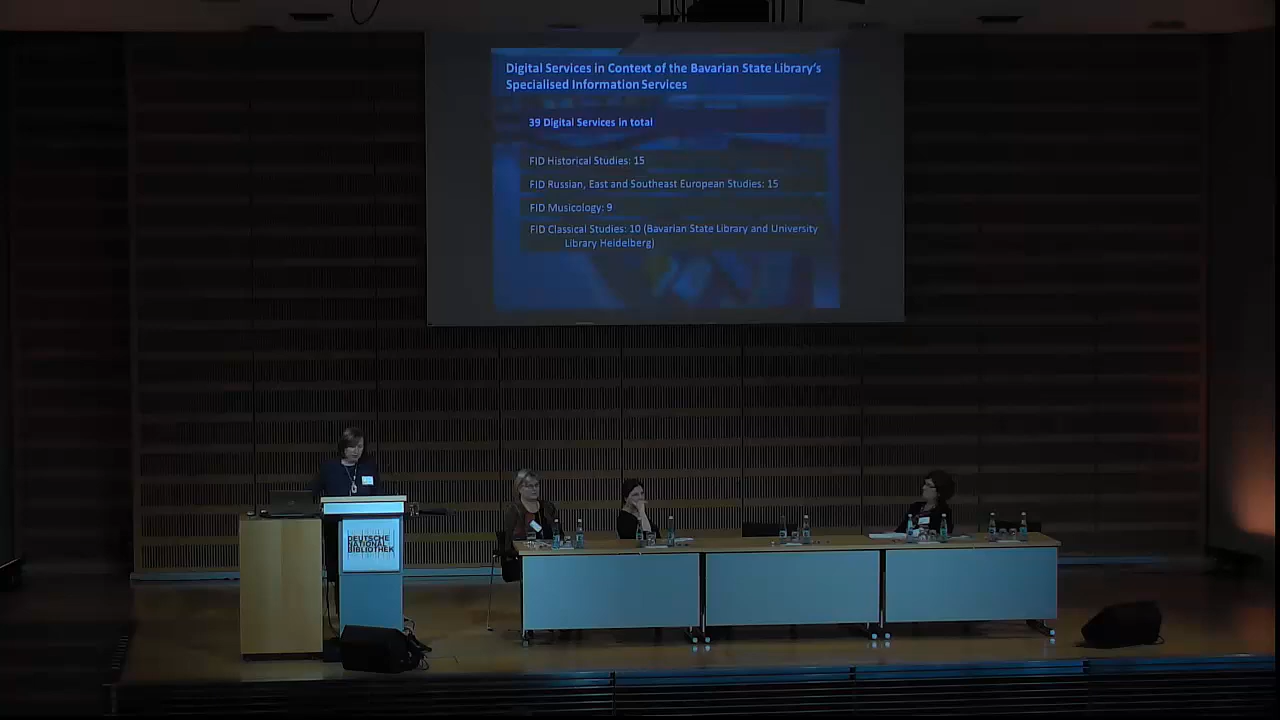 Digital Services in Context of the Bavarian State Library's
Specialised Information Services
39 Digital Services in total
FID Historical Studies: 15
FID Russian, East and Southeast European Studies: 15
FID Musicology: 9
FID Classical Studies: 10 (Bavarian State Library and University
Library Heidelberg)
DEUTSCHE
NATIONAL
BIBLIOTHEK